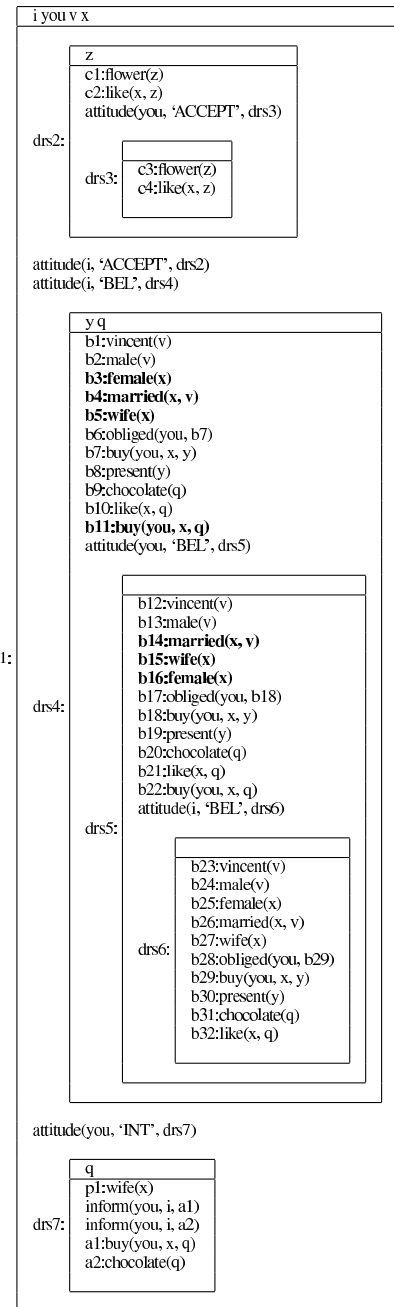 i you v x
z
c1:flower(z)
c2:like(x, z)
attitude(you, ‘ACCEPT’, drs3)
drs2:
drs3:
c3:flower(z)
c4:like(x, z)
attitude(i, ‘ACCEPT’, drs2)
attitude(i, ‘BEL’, drs4)
y q
b1:vincent(v)
b2:male(v)
b3:female(x)
b4:married(x, v)
b5:wife(x)
b6:obliged(you, b7)
b7:buy(you, x, y)
b8:present(y)
b9:chocolate(q)
b10:like(x, q)
b11:buy(you, x, q)
attitude(you, ‘BEL’, drs5)
b12:vincent(v)
b13:male(v)
1:
b14:married(x, v)
b15:wife(x)
b16:female(x)
drs4:
b17:obliged(you, b18)
b18:buy(you, x, y)
b19:present(y)
b20:chocolate(q)
b21:like(x, q)
b22:buy(you, x, q)
attitude(i, ‘BEL’, drs6)
drs5:
b23:vincent(v)
b24:male(v)
b25:female(x)
b26:married(x, v)
drs6:
b27:wife(x)
b28:obliged(you, b29)
b29:buy(you, x, y)
b30:present(y)
b31:chocolate(q)
b32:like(x, q)
attitude(you, ‘INT’, drs7)
q
p1:wife(x)
inform(you, i, a1)
drs7:
inform(you, i, a2)
a1:buy(you, x, q)
a2:chocolate(q)